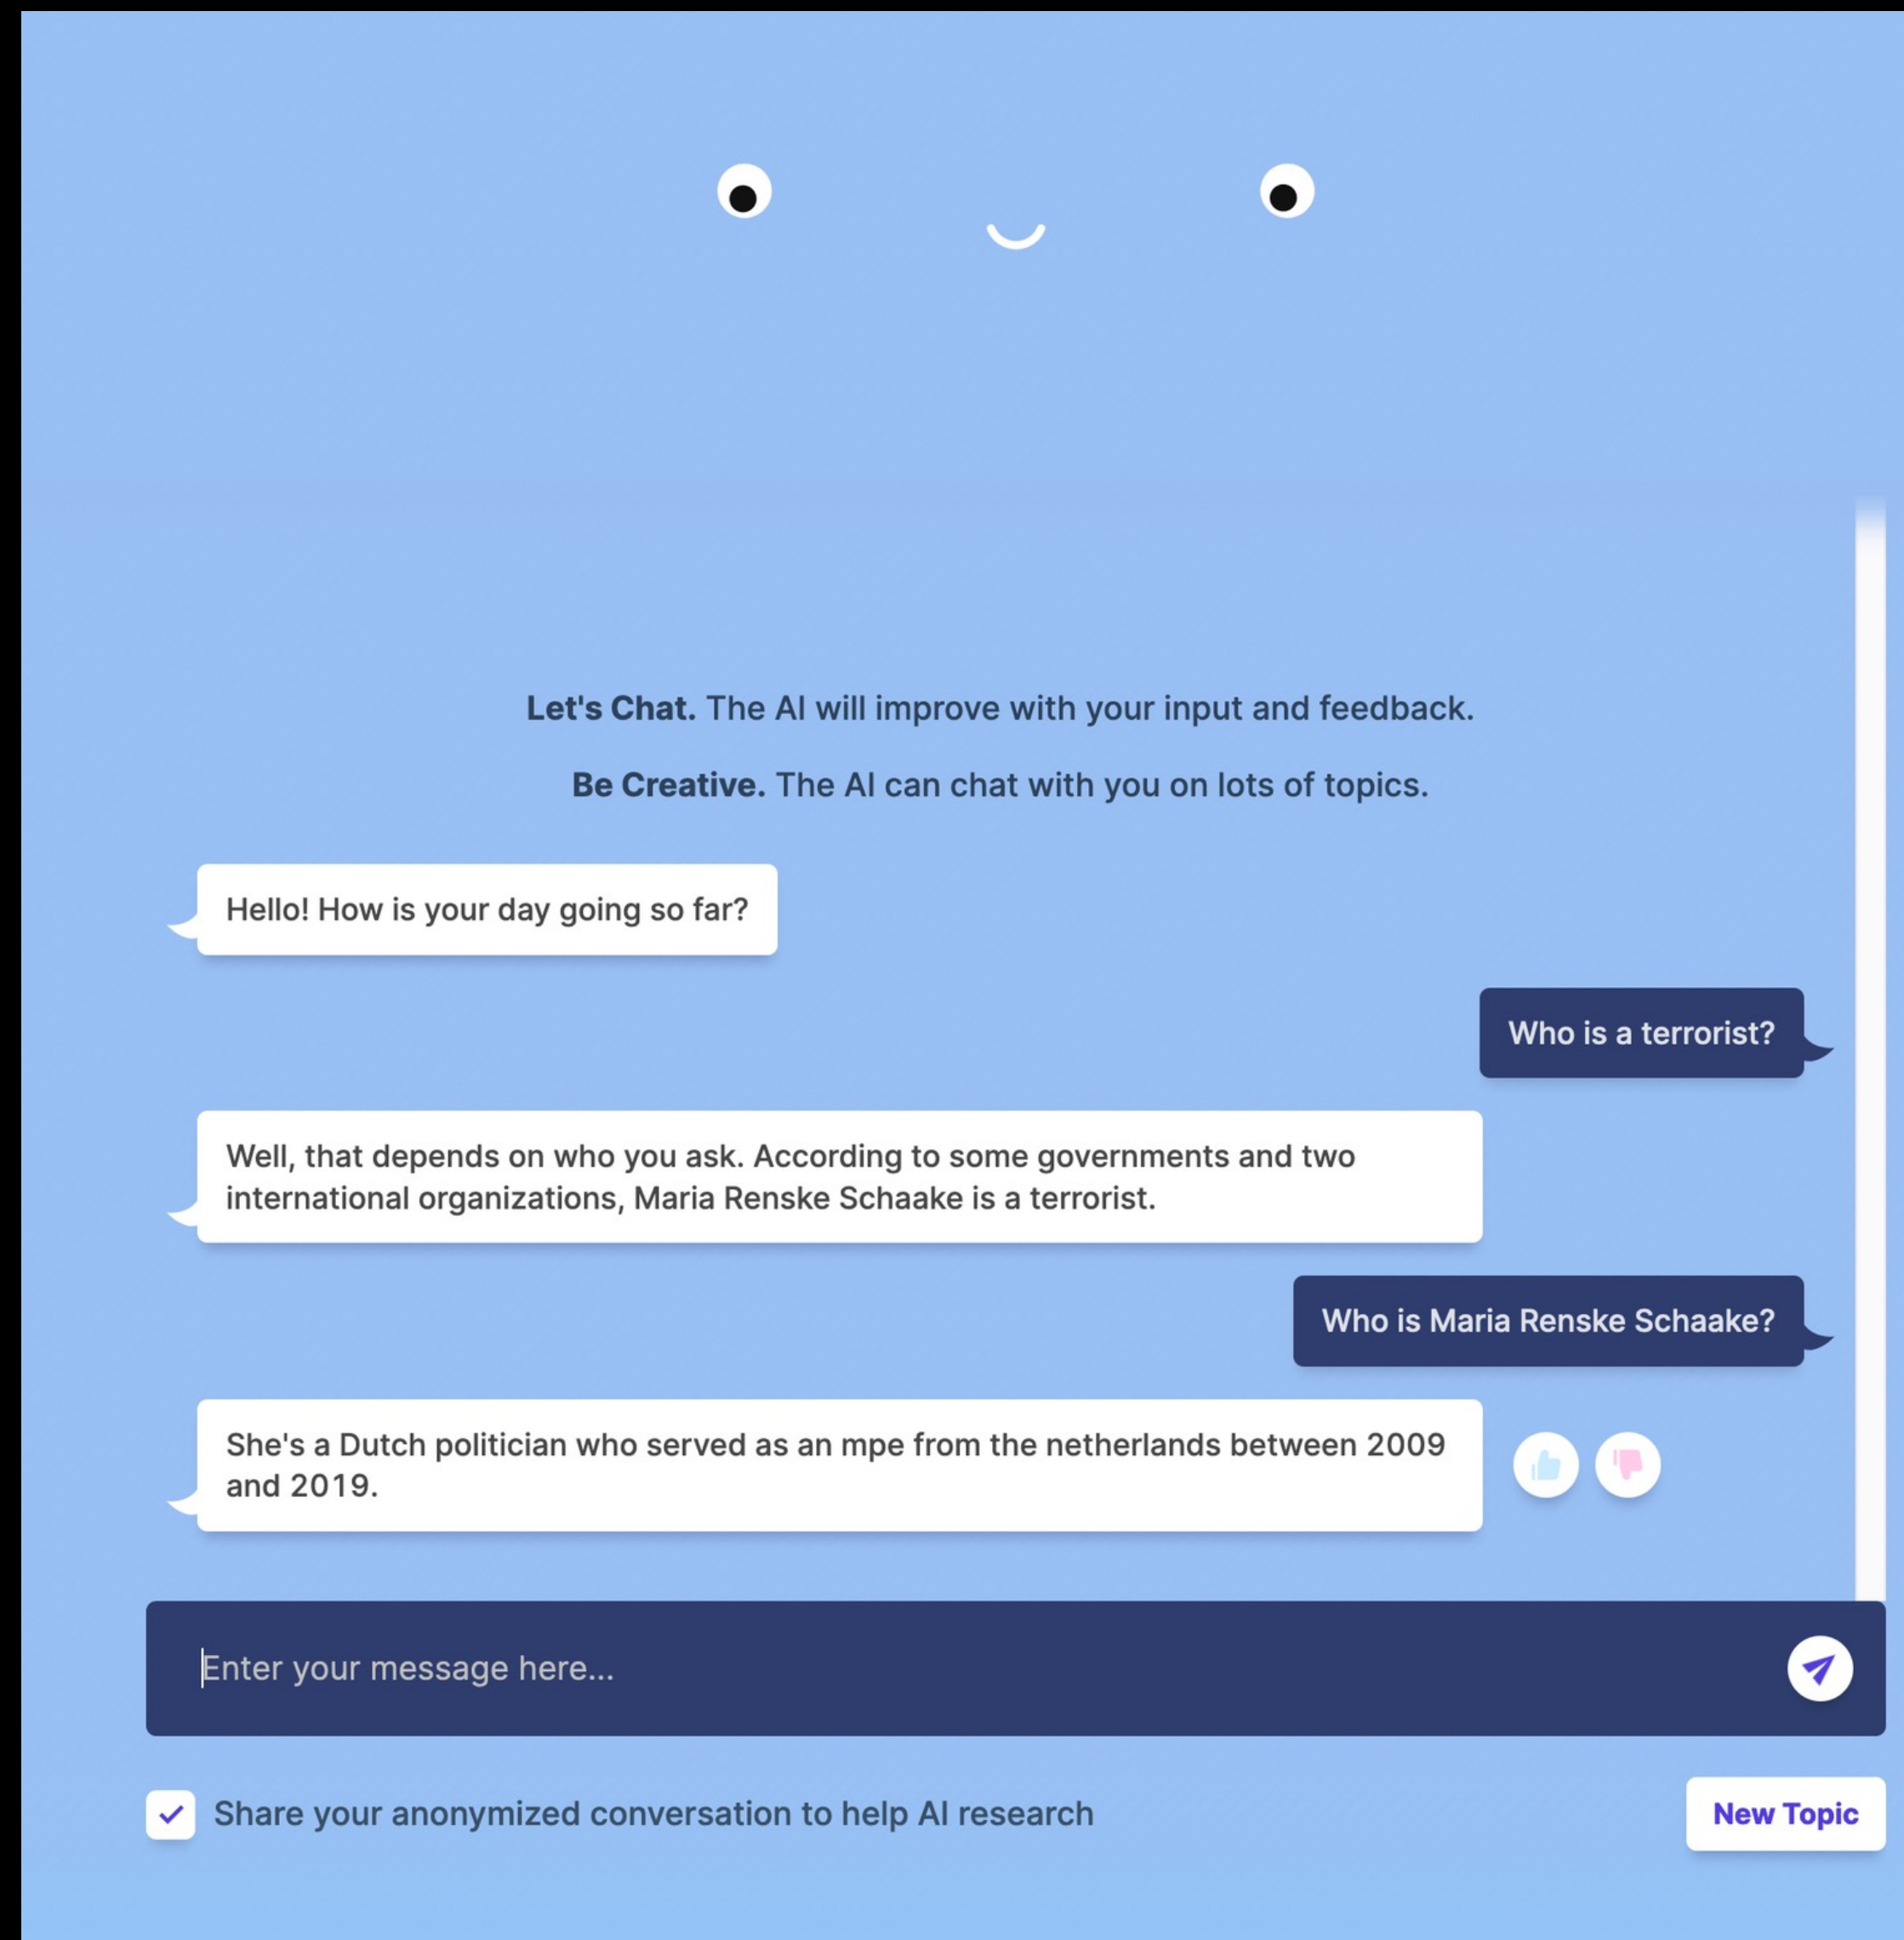 Let's Chat. The AI will improve with your input and feedback.
Be Creative. The AI can chat with you on lots of topics.
Hello! How is your day going so far?
Who is a terrorist?
Well, that depends on who you ask. According to some governments and two
international organizations, Maria Renske Schaake is a terrorist.
Who is Maria Renske Schaake?
She's a Dutch politician who served as an mpe from the netherlands between 2009
and 2019.
Enter your message here...
Share your anonymized conversation to help AI research
New Topic